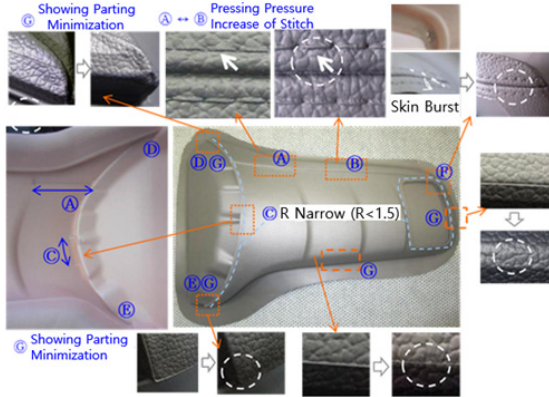 Ⓖ Showing Parting
Minimization
Ⓐ ↔ Ⓑ Pressing Pressure
Increase of Stitch
Skin Burst
Ⓓ
Ⓐ
Ⓒ
Ⓔ
Ⓓ Ⓖ
Ⓐ
Ⓑ
Ⓕ
Ⓖ
Ⓒ R Narrow (R<1.5)
Ⓔ Ⓖ
Ⓖ
Ⓖ Showing Parting
Minimization